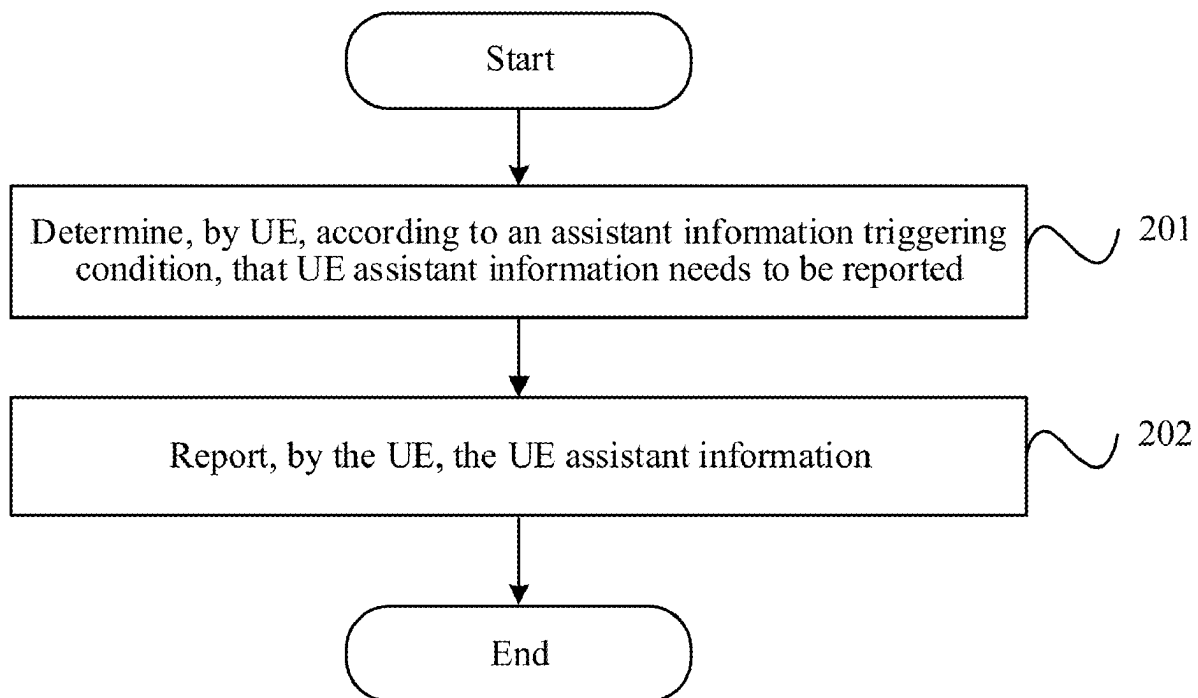 Start
Determine, by UE, according to an assistant information triggering
condition, that UE assistant information needs to be reported
201
Report, by the UE, the UE assistant information
202
End